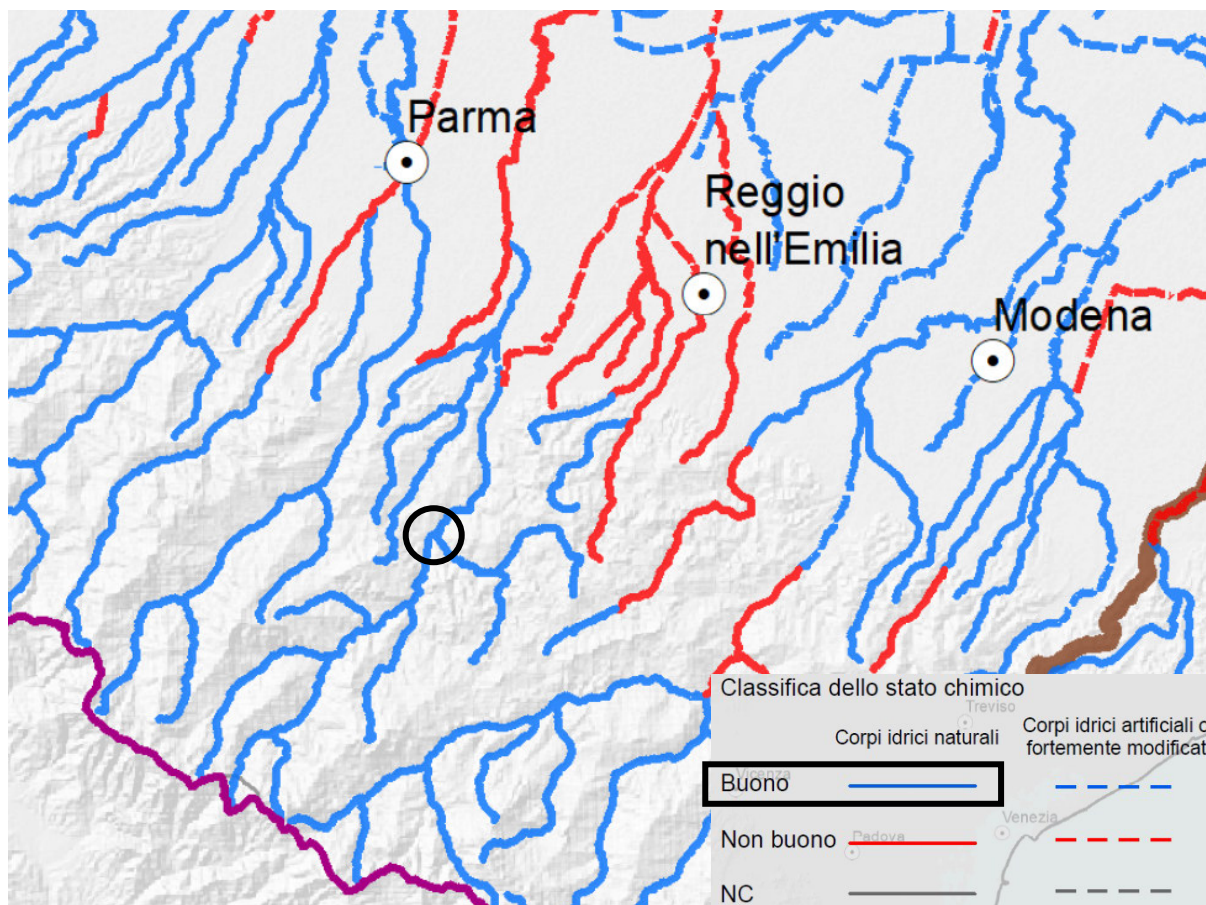 Parma
Reggio
nell'Emilia
Modena
Classifica dello stato chimico
Treviso
Corpi idrici naturali
Corpi idrici artificiali o
fortemente modificat
Vicenza
Buono
Venezia
Non buono
Padova
NC